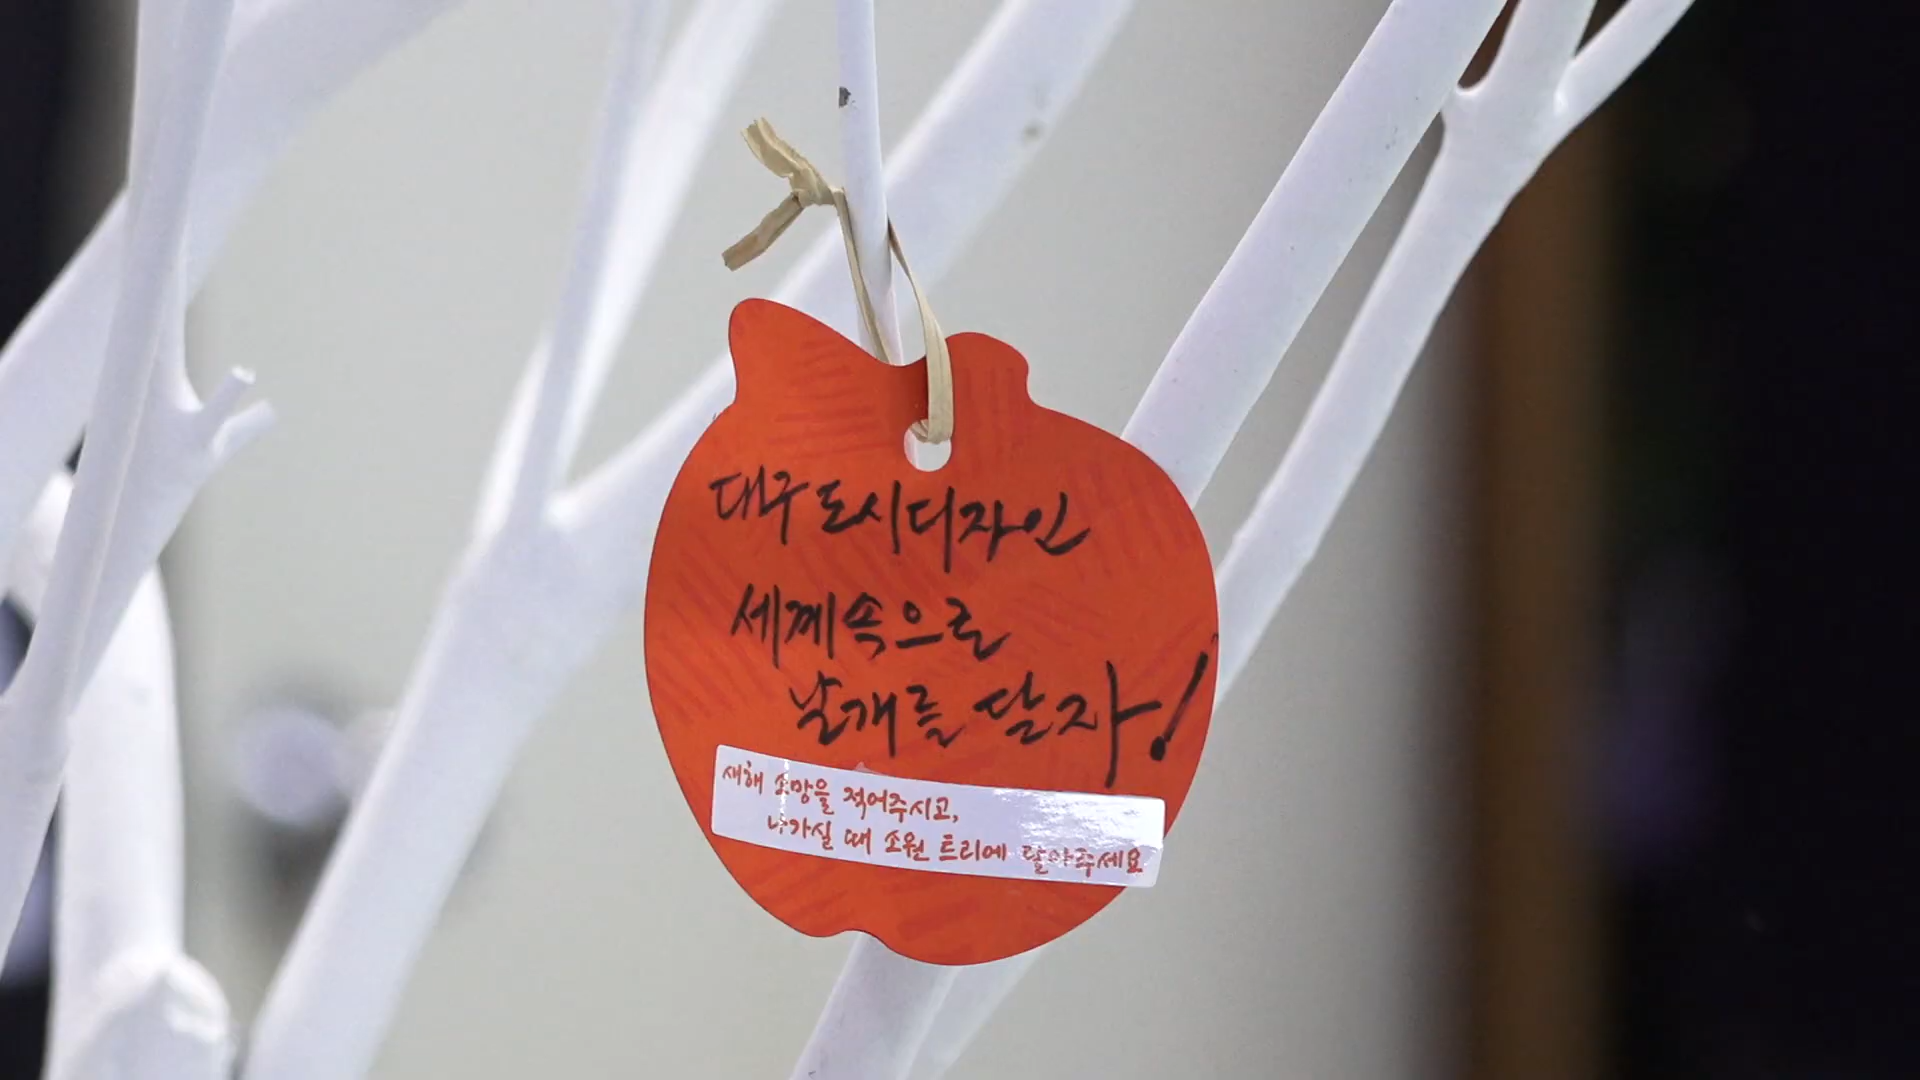 대구도시디자인
세계속으로
날개를 달자!
새해 소망을 적어주시고,
나가실 때 소원 트리에 달아주세요